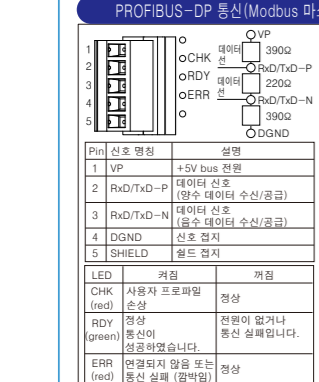 PROFIBUS-DP 통신(Modbus
VP
1
2
3
4
5
CHK
RDY
ERR
데이터
선
390Ω
RxD/TxD-P
데이터
선
220Ω
RxD/TxD-N
390Ω
DGND
Pin 신호 명칭 설명
1 VP +5V bus 전원
2 RxD/TxD-P 데이터 신호
(양수 데이터 수신/공급)
3 RxD/TxD-N 데이터 신호
(음수 데이터 수신/공급)
4 DGND 신호 접지
5 SHIELD 쉴드 접지
LED 켜짐 꺼짐
CHK
(red)
사용자 프로파일
손상
정상
RDY
(green)
정상
통신이
성공하였습니다.
전원이 없거나
통신 실패입니다.
ERR
(red)
연결되지 않음 또는
통신 실패 (깜박임)
정상